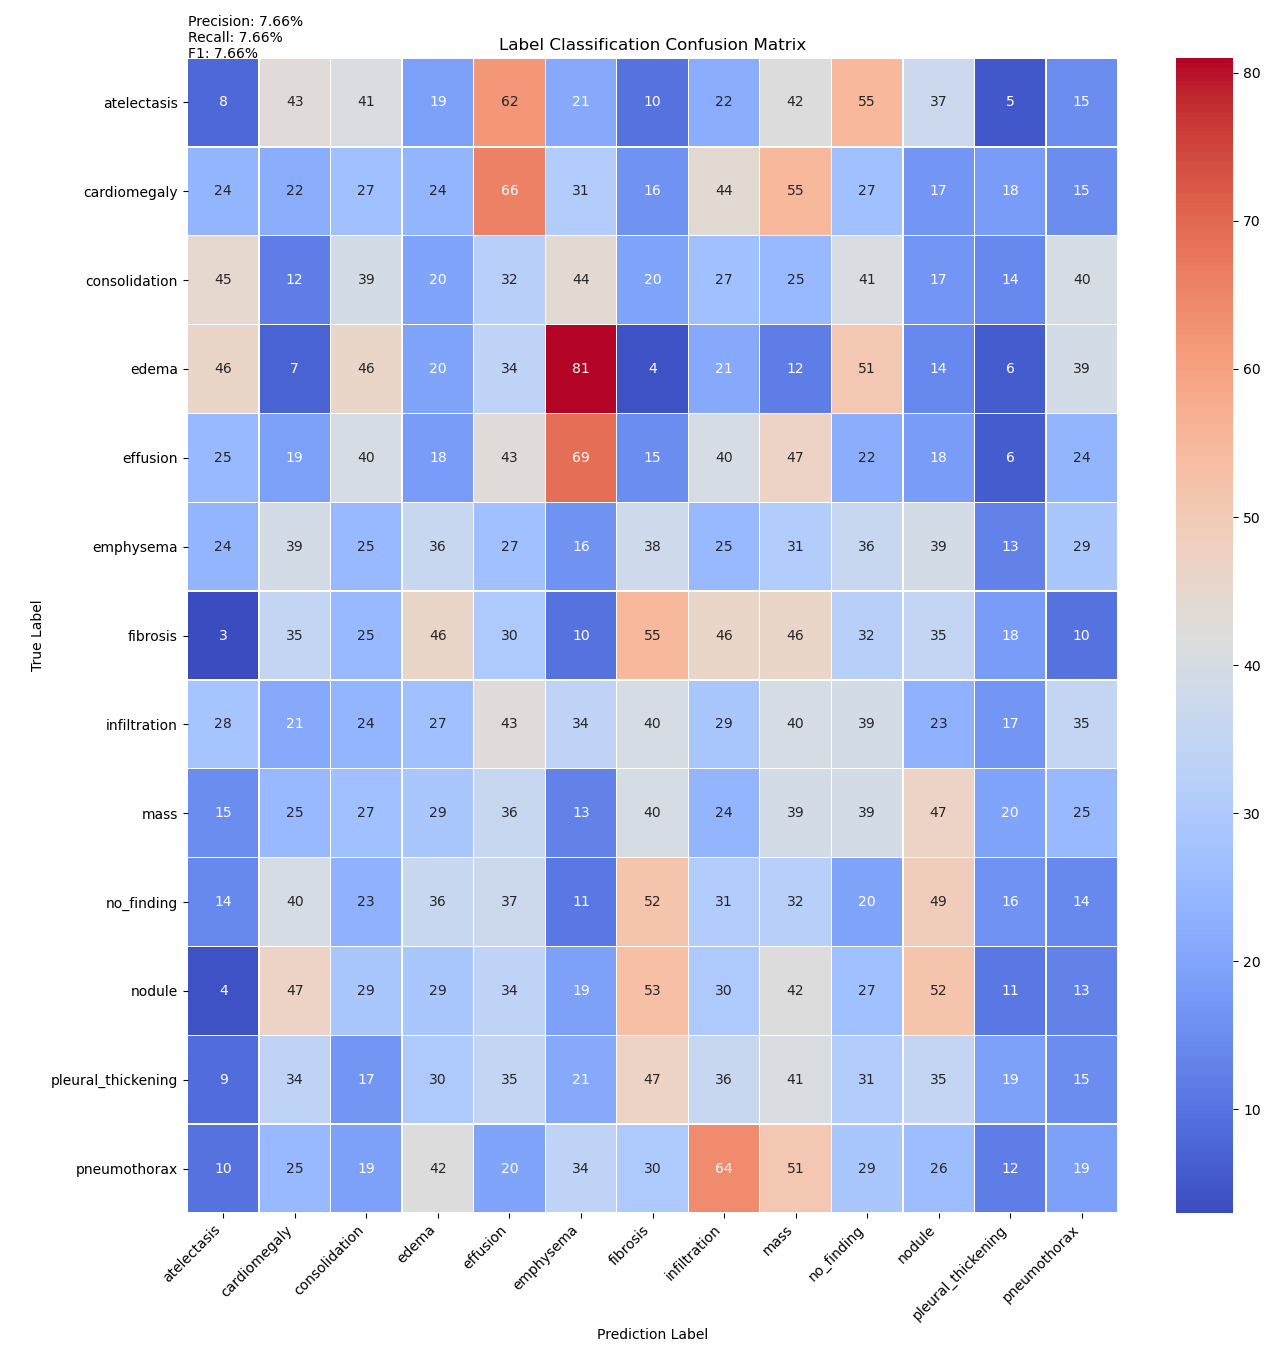 Precision: 7.66%
Recall: 7.66%
F1: 7.66%
Label Classification Confusion Matrix
atelectasis 8 43 41 19 62 21 10 22 42 55 37 5 15
cardiomegaly 24 22 27 24 66 31 16 44 55 27 17 18 15
consolidation 45 12 39 20 32 44 20 27 25 41 17 14 40
edema 46 7 46 20 34 81 4 21 12 51 14 6 39
effusion 25 19 40 18 43 69 15 40 47 22 18 6 24
emphysema 24 39 25 36 27 16 38 25 31 36 39 13 29
fibrosis 3 35 25 46 30 10 55 46 46 32 35 18 10
infiltration 28 21 24 27 43 34 40 29 40 39 23 17 35
mass 15 25 27 29 36 13 40 24 39 39 47 20 25
no_finding 14 40 23 36 37 11 52 31 32 20 49 16 14
nodule 4 47 29 29 34 19 53 30 42 27 52 11 13
pleural_thickening 9 34 17 30 35 21 47 36 41 31 35 19 15
pneumothorax 10 25 19 42 20 34 30 64 51 29 26 12 19
atelectasis cardiomegaly consolidation edema effusion emphysema fibrosis infiltration mass no_finding nodule pleural_thickening pneumothorax
True Label
Prediction Label
80
70
60
50
40
30
20
10